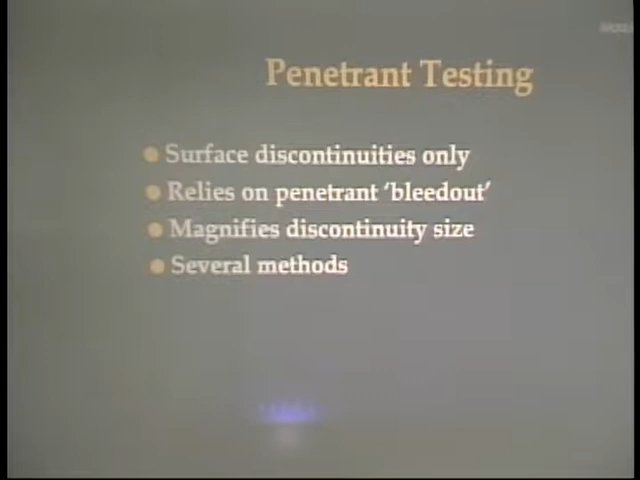 Penetrant Testing
Surface discontinuities only
Relies on penetrant ‘bleedout’
Magnifies discontinuity size
Several methods